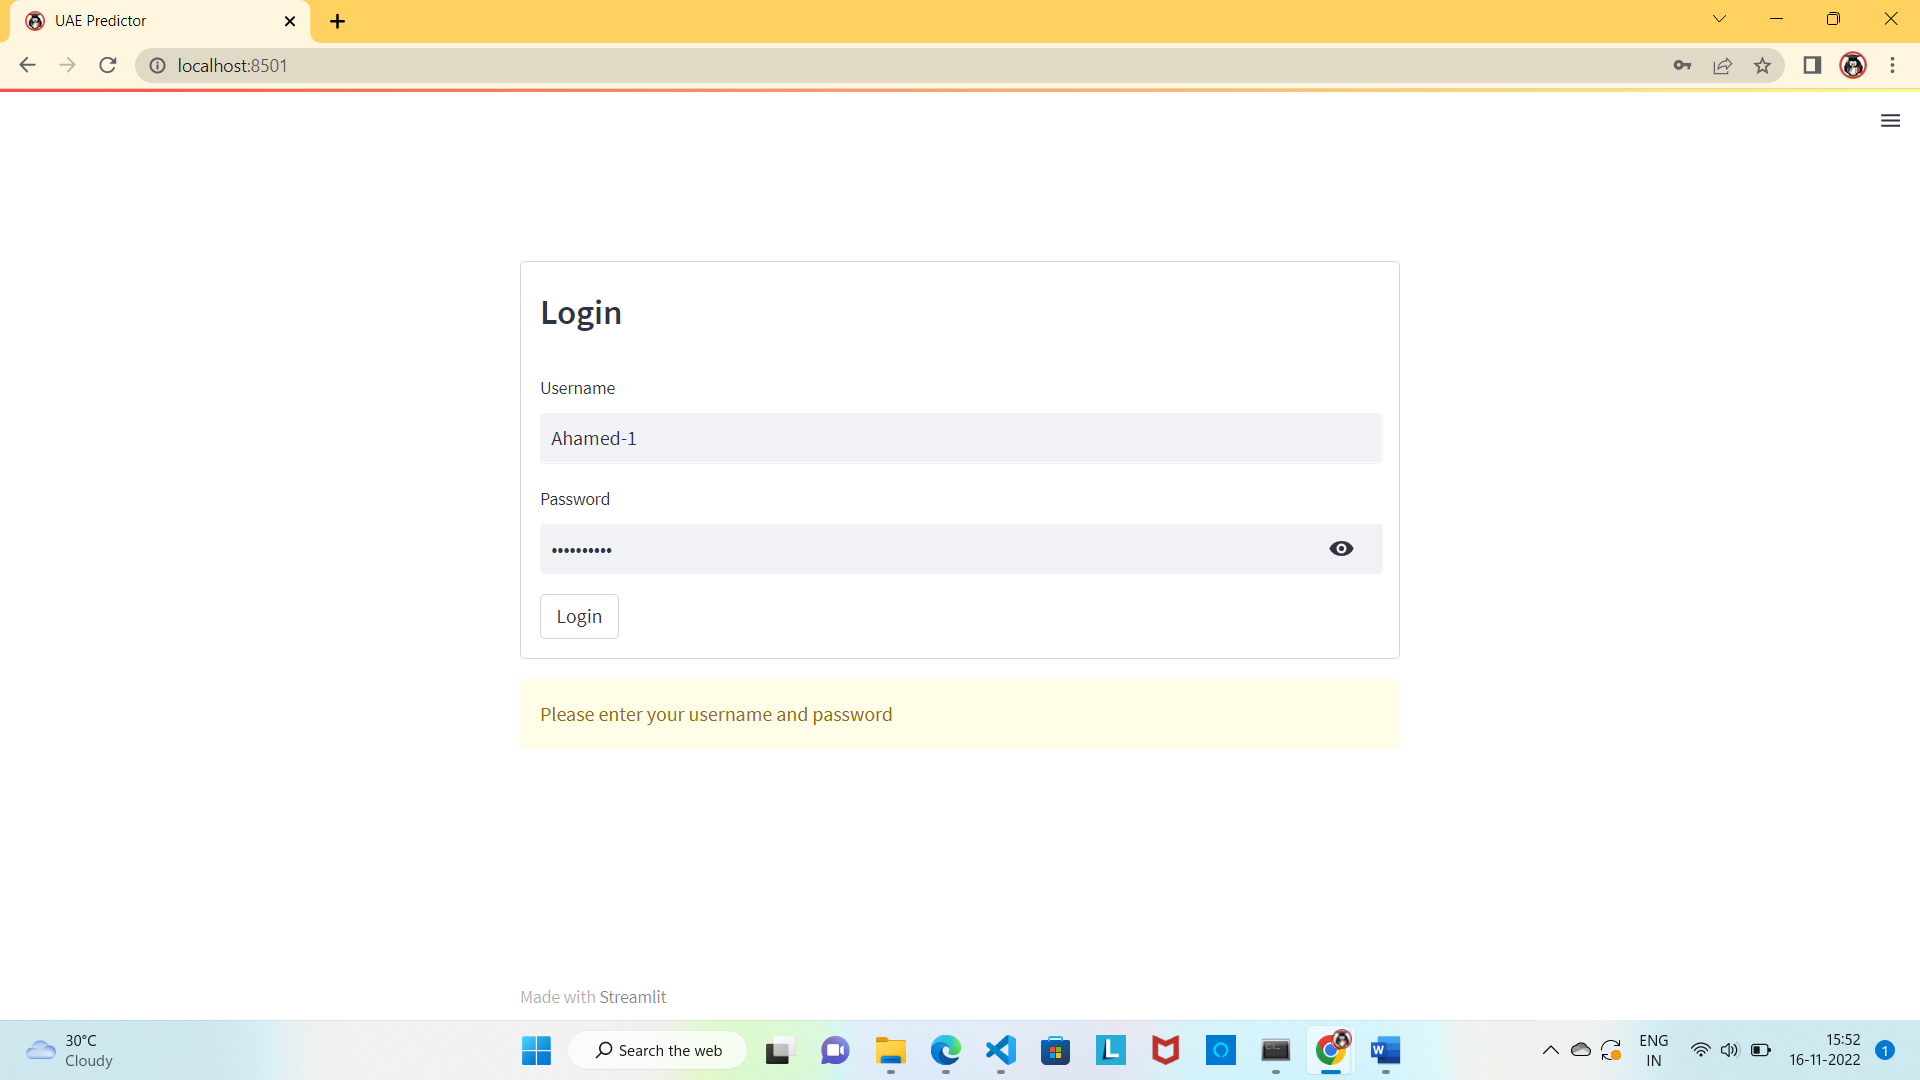 UAE Predictor
localhost:8501
Login
Username
Ahamed-1
Password
••••••••••
Login
Please enter your username and password
Made with Streamlit
30°C
Cloudy
Search the web
ENG
IN
15:52
16-11-2022
1